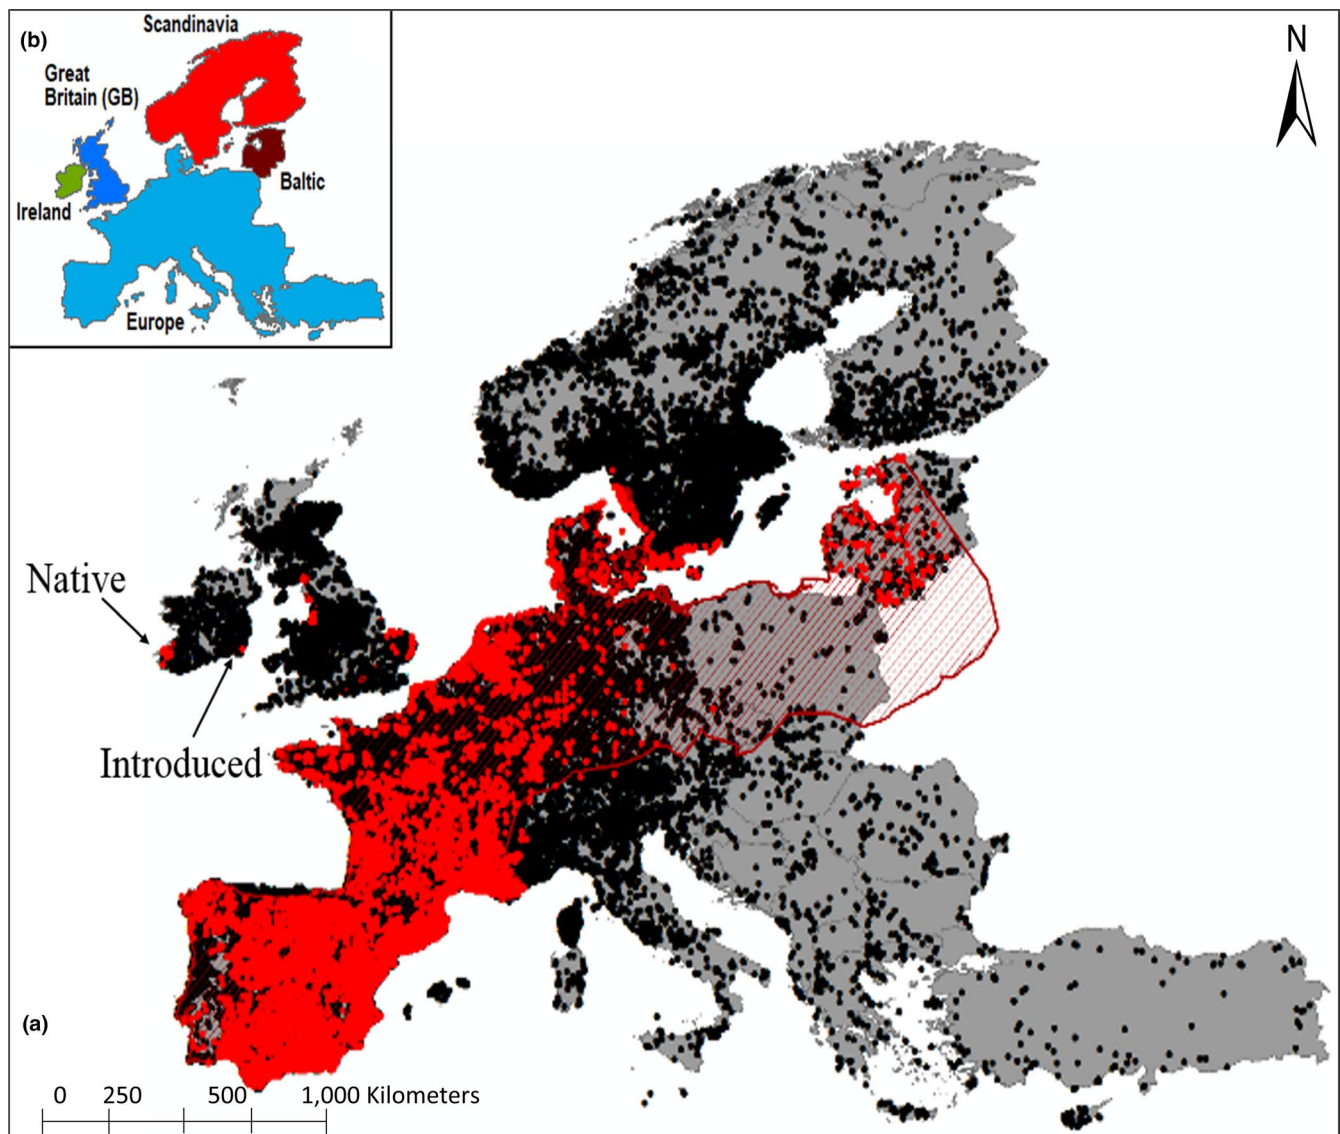 (b)
Scandinavia
Great
Britain (GB)
Baltic
Ireland
Europe
N
Native
Introduced
(a)
0 250 500 1,000 Kilometers